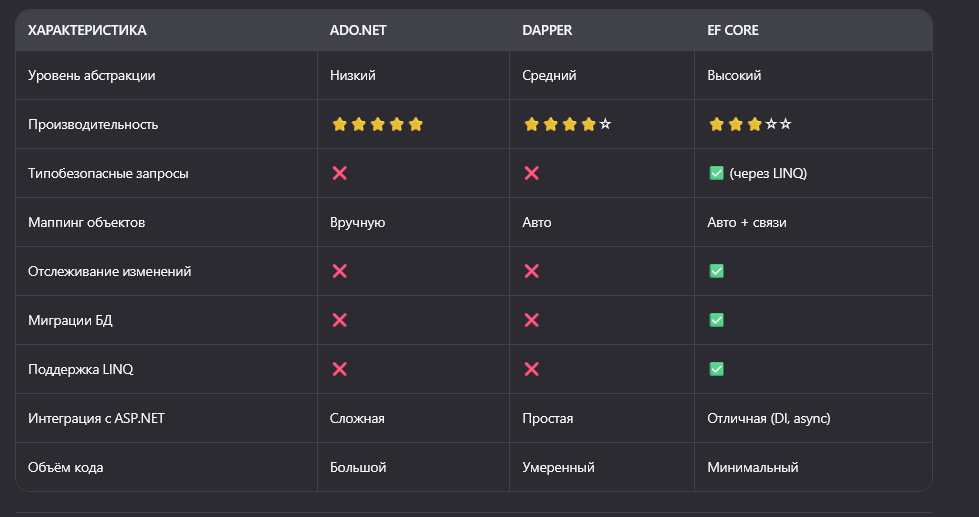 ХАРАКТЕРИСТИКА ADO.NET DAPPER EF CORE
Уровень абстракции Низкий Средний Высокий
Производительность ⭐⭐⭐⭐⭐ ⭐⭐⭐⭐☆ ⭐⭐⭐☆☆
Типобезопасные запросы ❌ ❌ ✅ (через LINQ)
Маппинг объектов Вручную Авто Авто + связи
Отслеживание изменений ❌ ❌ ✅
Миграции БД ❌ ❌ ✅
Поддержка LINQ ❌ ❌ ✅
Интеграция с ASP.NET Сложная Простая Отличная (DI, async)
Объём кода Большой Умеренный Минимальный